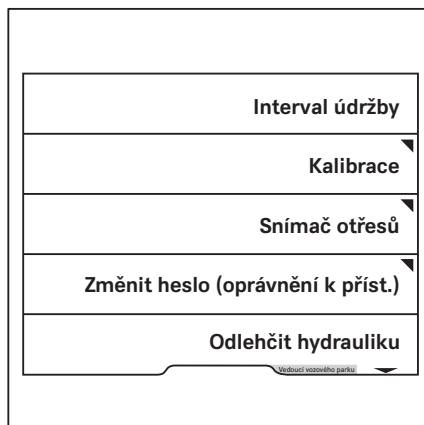 Interval údržby
Kalibrace
Snímač otřesů
Změnit heslo (oprávnění k příst.)
Odlehčit hydrauliku
Vedoucí vozového parku